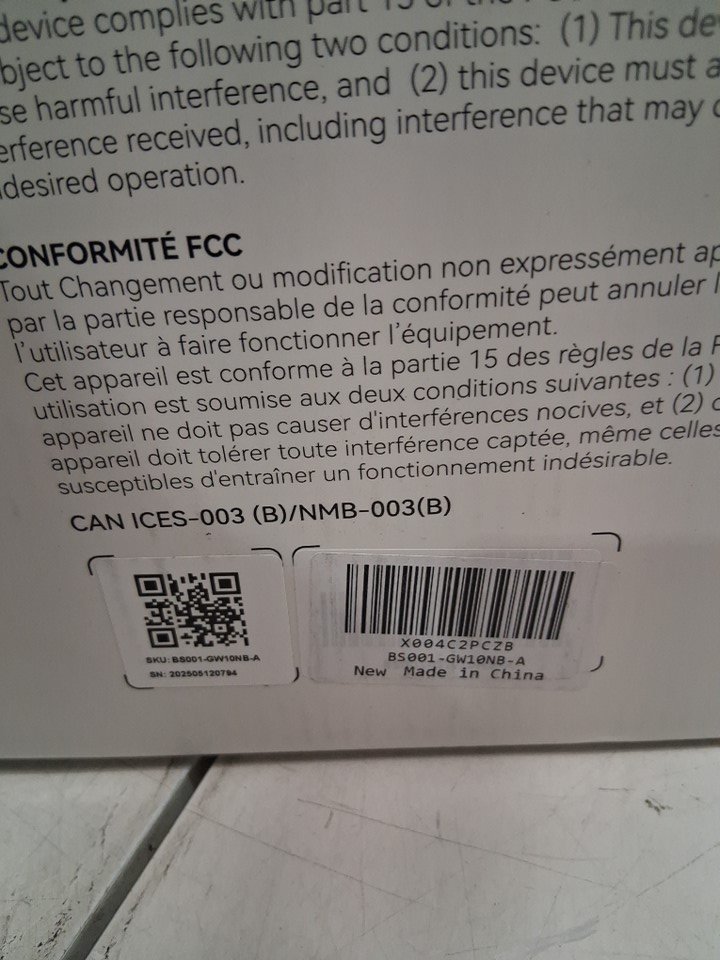 device complies with part 15 of the
bject to the following two conditions: (1) This de
se harmful interference, and (2) this device must a
erference received, including interference that may c
desired operation.
CONFORMITÉ FCC
Tout Changement ou modification non expressément ap
par la partie responsable de la conformité peut annuler l
l'utilisateur à faire fonctionner l'équipement.
Cet appareil est conforme à la partie 15 des règles de la F
utilisation est soumise aux deux conditions suivantes : (1)
appareil ne doit pas causer d'interférences nocives, et (2) c
appareil doit tolérer toute interférence captée, même celles
susceptibles d'entraîner un fonctionnement indésirable.
CAN ICES-003 (B)/NMB-003(B)
SKU: BS001-GW10NB-A
SN: 202505120794
X004C2PCZB
BS001-GW10NB-A
New Made in China